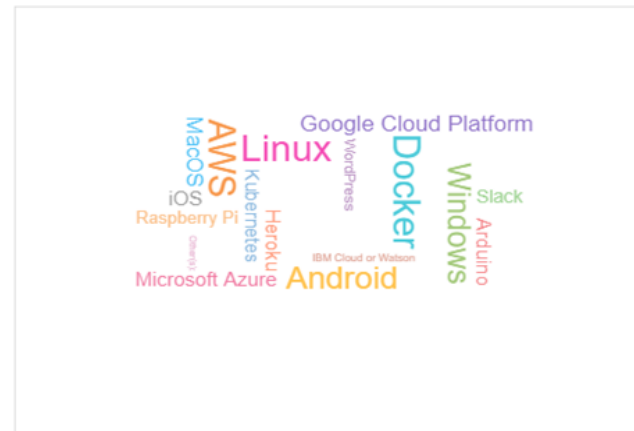 Google Cloud Platform
MacOS
AWS
Linux
WordPress
Docker
Kubernetes
Windows
iOS
Slack
Raspberry Pi
Heroku
Arduino
Other(s):
IBM Cloud or Watson
Microsoft Azure
Android